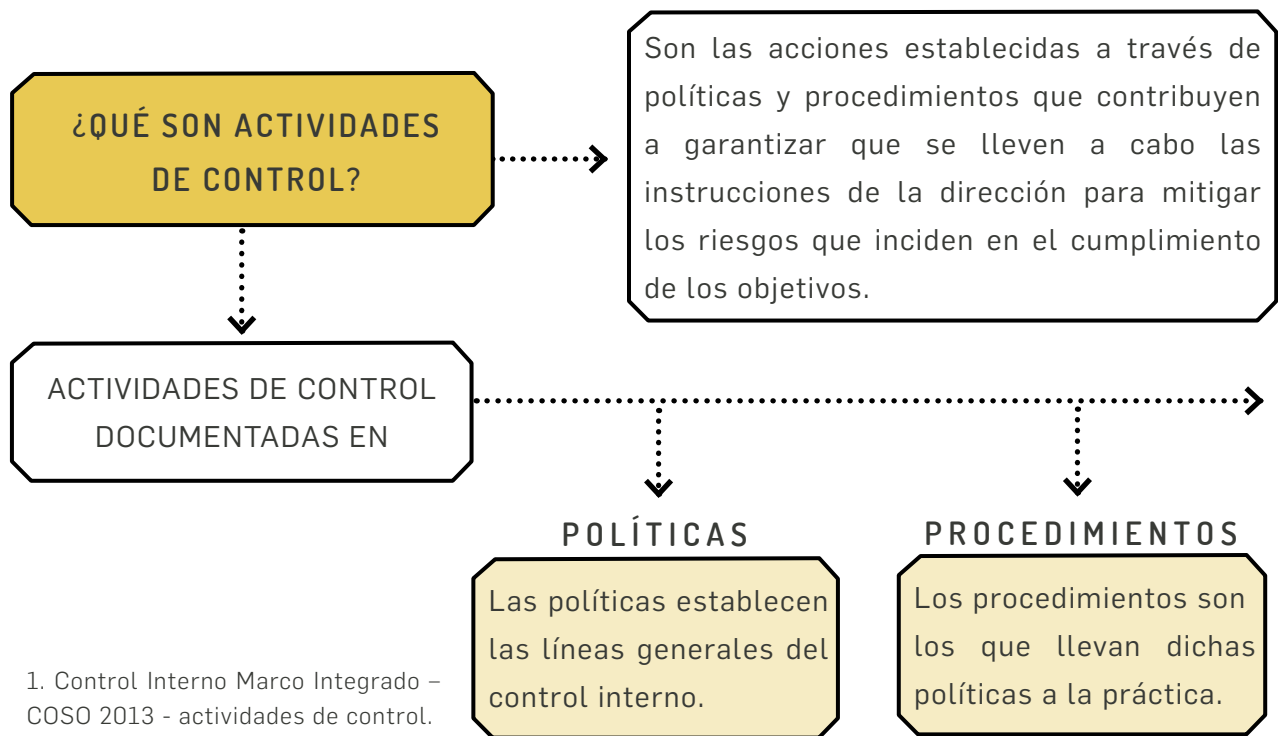 ¿QUÉ SON ACTIVIDADES
DE CONTROL?
Son las acciones establecidas a través de
políticas y procedimientos que contribuyen
a garantizar que se lleven a cabo las
instrucciones de la dirección para mitigar
los riesgos que inciden en el cumplimiento
de los objetivos.
ACTIVIDADES DE CONTROL
DOCUMENTADAS EN
POLÍTICAS
Las políticas establecen
las líneas generales del
control interno.
PROCEDIMIENTOS
Los procedimientos son
los que llevan dichas
políticas a la práctica.
1. Control Interno Marco Integrado –
COSO 2013 - actividades de control.